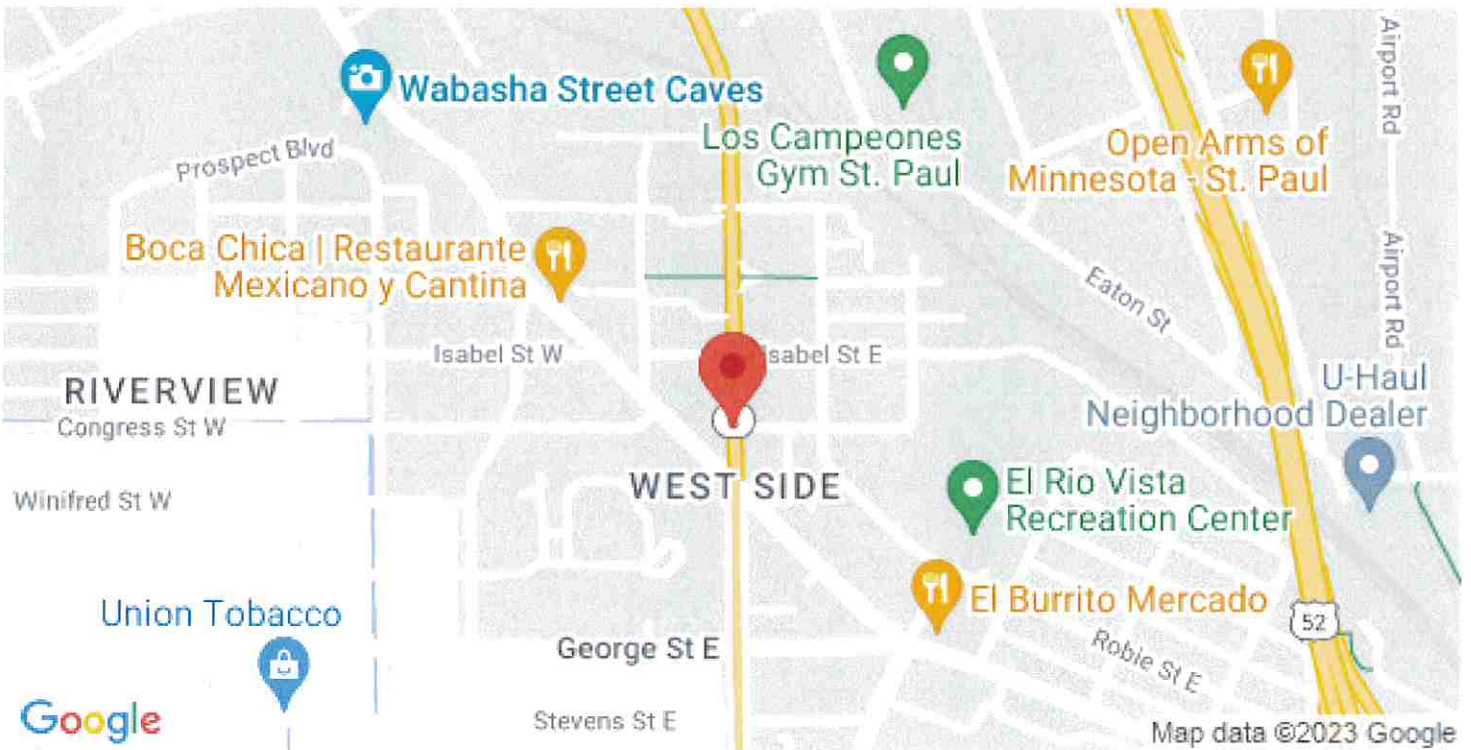 Wabasha Street Caves
Los Campeones
Gym St. Paul
Open Arms of
Minnesota - St. Paul
Airport Rd
Prospect Blvd
Boca Chica | Restaurante
Mexicano y Cantina
Airport Rd
Eaton St
Isabel St W
Isabel St E
RIVERVIEW
Congress St W
U-Haul
Neighborhood Dealer
WEST SIDE
Winifred St W
El Rio Vista
Recreation Center
El Burrito Mercado
Union Tobacco
52
George St E
Robie St E
Stevens St E
Google
Map data ©2023 Google